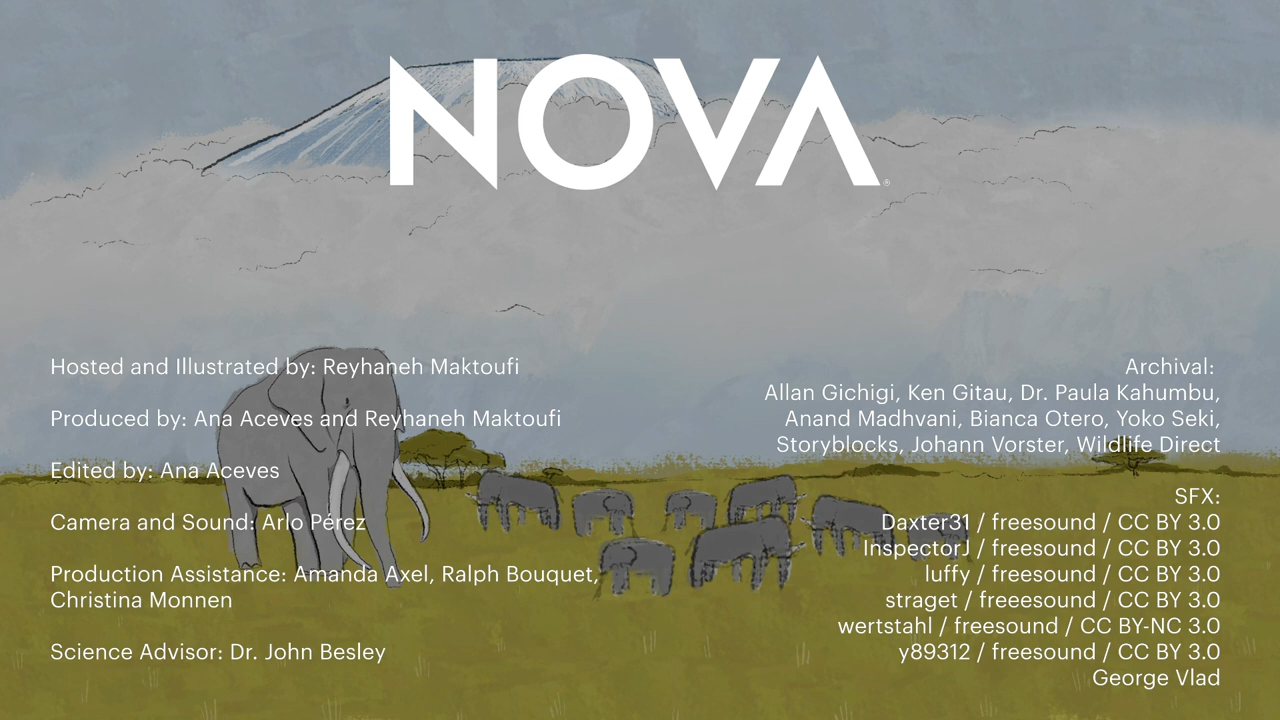 NOVA
®
Hosted and Illustrated by: Reyhaneh Maktoufi
Produced by: Ana Aceves and Reyhaneh Maktoufi
Edited by: Ana Aceves
Camera and Sound: Arlo Pérez
Production Assistance: Amanda Axel, Ralph Bouquet,
Christina Monnen
Science Advisor: Dr. John Besley
Archival:
Allan Gichigi, Ken Gitau, Dr. Paula Kahumbu,
Anand Madhvani, Bianca Otero, Yoko Seki,
Storyblocks, Johann Vorster, Wildlife Direct
SFX:
Daxter31 / freesound / CC BY 3.0
InspectorJ / freesound / CC BY 3.0
luffy / freesound / CC BY 3.0
straget / freeesound / CC BY 3.0
wertstahl / freesound / CC BY-NC 3.0
y89312 / freesound / CC BY 3.0
George Vlad